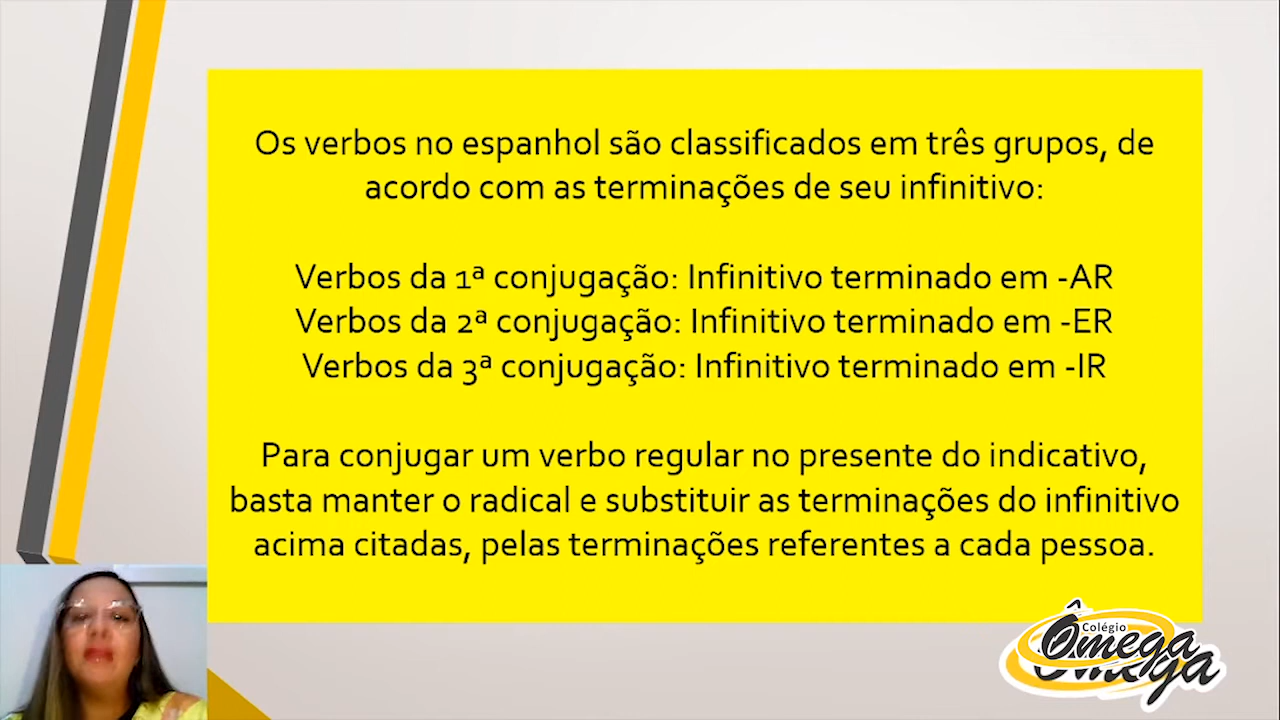 Os verbos no espanhol são classificados em três grupos, de
acordo com as terminações de seu infinitivo:
Verbos da 1ª conjugação: Infinitivo terminado em -AR
Verbos da 2ª conjugação: Infinitivo terminado em -ER
Verbos da 3ª conjugação: Infinitivo terminado em -IR
Para conjugar um verbo regular no presente do indicativo,
basta manter o radical e substituir as terminações do infinitivo
acima citadas, pelas terminações referentes a cada pessoa.
Colégio
Ômega
Omega